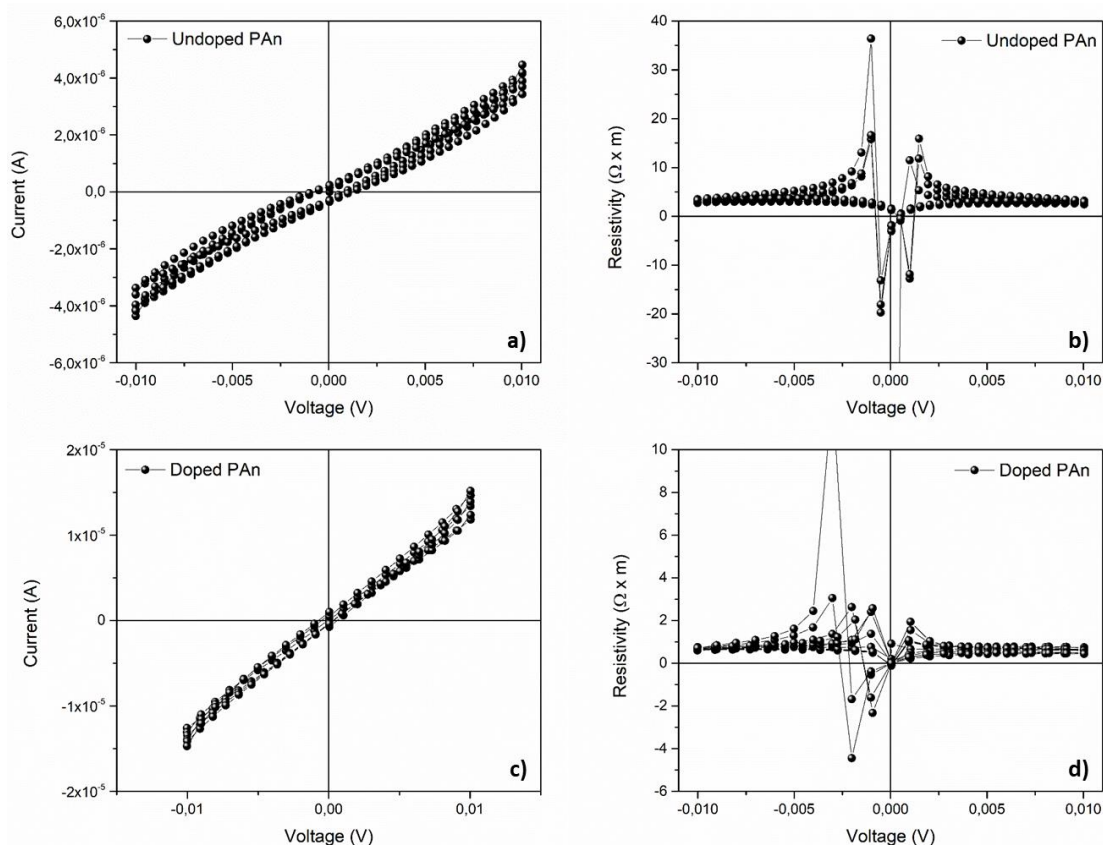 6,0x10⁻⁶
4,0x10⁻⁶
2,0x10⁻⁶
0,0
-2,0x10⁻⁶
-4,0x10⁻⁶
-6,0x10⁻⁶
Current (A)
Undoped PAn
a)
-0,010 -0,005 0,000 0,005 0,010
Voltage (V)
40
30
20
10
0
-10
-20
-30
Resistivity (Ω x m)
Undoped PAn
b)
-0,010 -0,005 0,000 0,005 0,010
Voltage (V)
2x10⁻⁵
1x10⁻⁵
0
-1x10⁻⁵
-2x10⁻⁵
Current (A)
Doped PAn
c)
-0,01 0,00 0,01
Voltage (V)
10
8
6
4
2
0
-2
-4
-6
Resistivity (Ω x m)
Doped PAn
d)
-0,010 -0,005 0,000 0,005 0,010
Voltage (V)